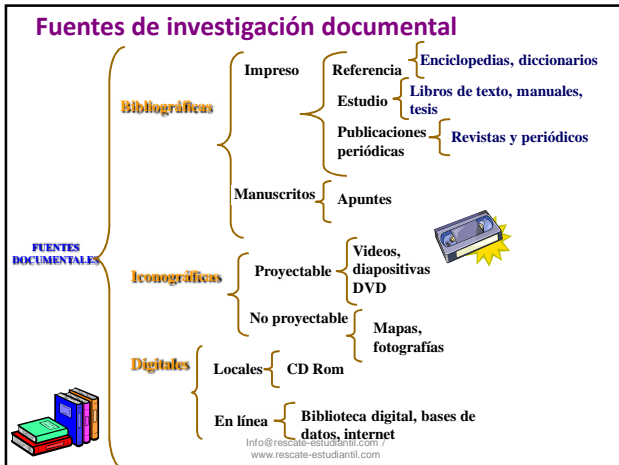 Fuentes de investigación documental
FUENTES
DOCUMENTALES
Bibliográficas
Impreso
Referencia
Enciclopedias, diccionarios
Estudio
Libros de texto, manuales,
tesis
Publicaciones
periódicas
Revistas y periódicos
Manuscritos
Apuntes
Iconográficas
Proyectable
Videos,
diapositivas
DVD
No proyectable
Mapas,
fotografías
Digitales
Locales
CD Rom
En línea
Biblioteca digital, bases de
datos, internet
Info@rescate-estudiantil.com /
www.rescate-estudiantil.com